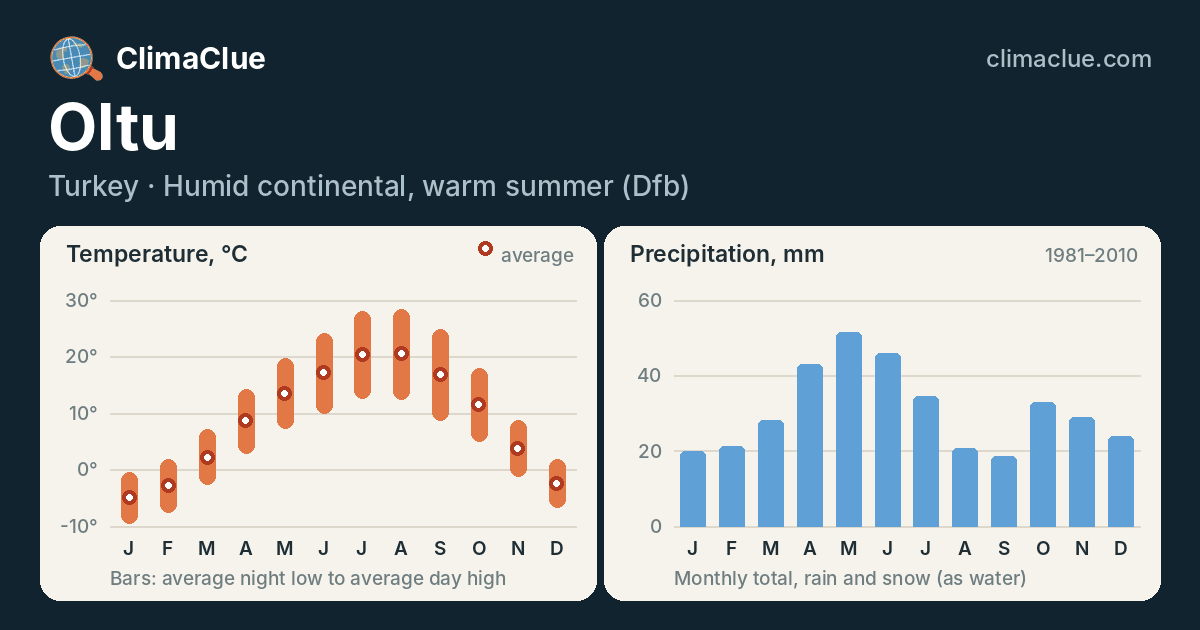 ClimaClue
climaclue.com
Oltu
Turkey · Humid continental, warm summer (Dfb)
Temperature, °C
average
30°
20°
10°
0°
-10°
J F M A M J J A S O N D
Bars: average night low to average day high
Precipitation, mm
1981–2010
60
40
20
0
J F M A M J J A S O N D
Monthly total, rain and snow (as water)